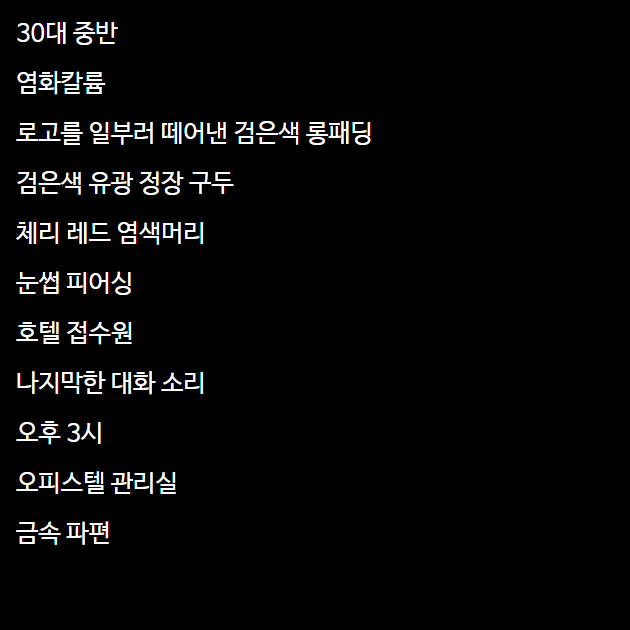 30대 중반
염화칼륨
로고를 일부러 떼어낸 검은색 롱패딩
검은색 유광 정장 구두
체리 레드 염색머리
눈썹 피어싱
호텔 접수원
나지막한 대화 소리
오후 3시
오피스텔 관리실
금속 파편